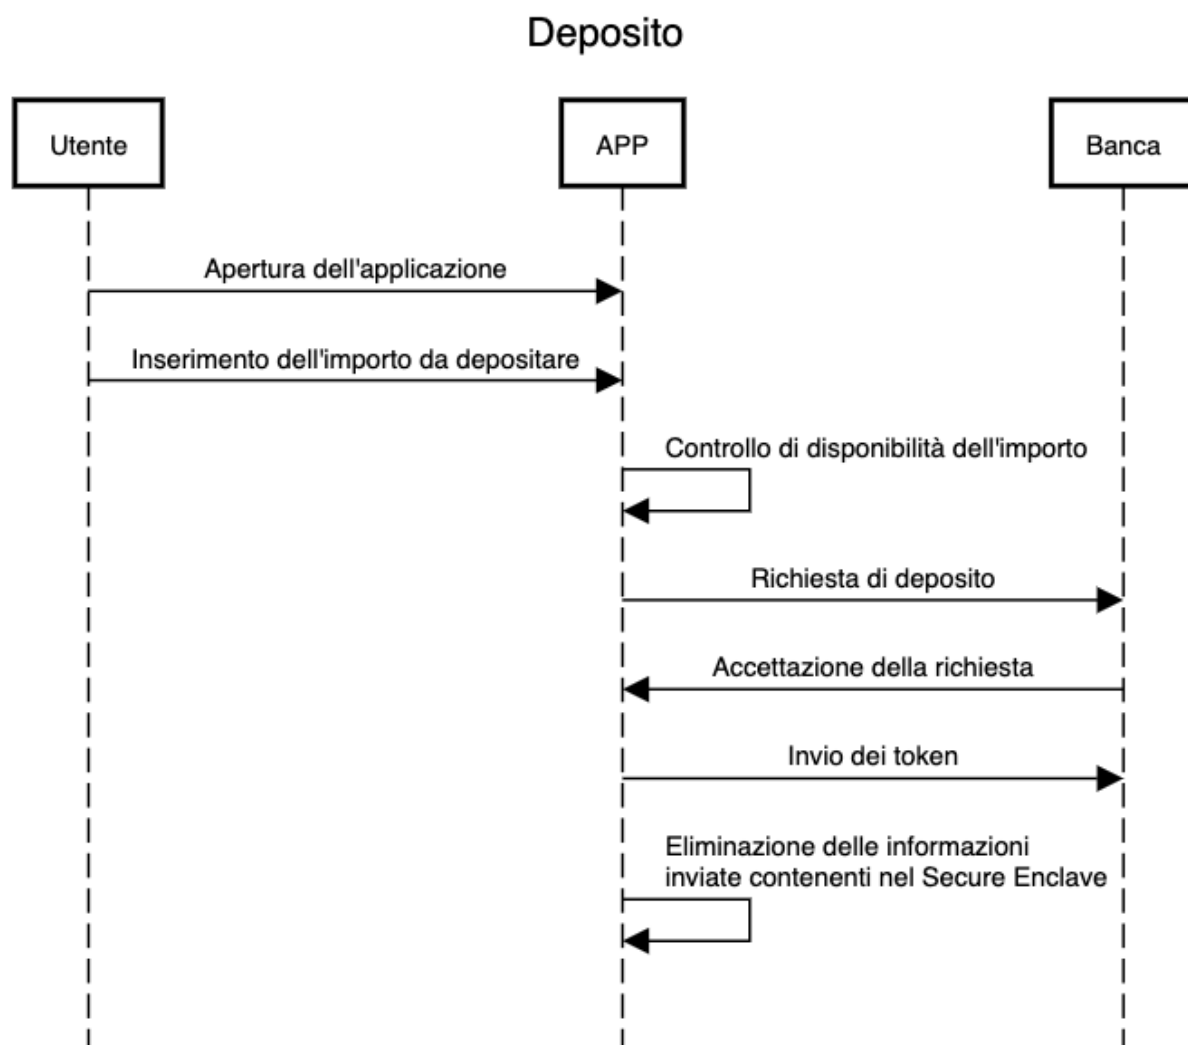 Deposito
Utente
APP
Banca
Apertura dell'applicazione
Inserimento dell'importo da depositare
Controllo di disponibilità dell'importo
Richiesta di deposito
Accettazione della richiesta
Invio dei token
Eliminazione delle informazioni
inviate contenenti nel Secure Enclave